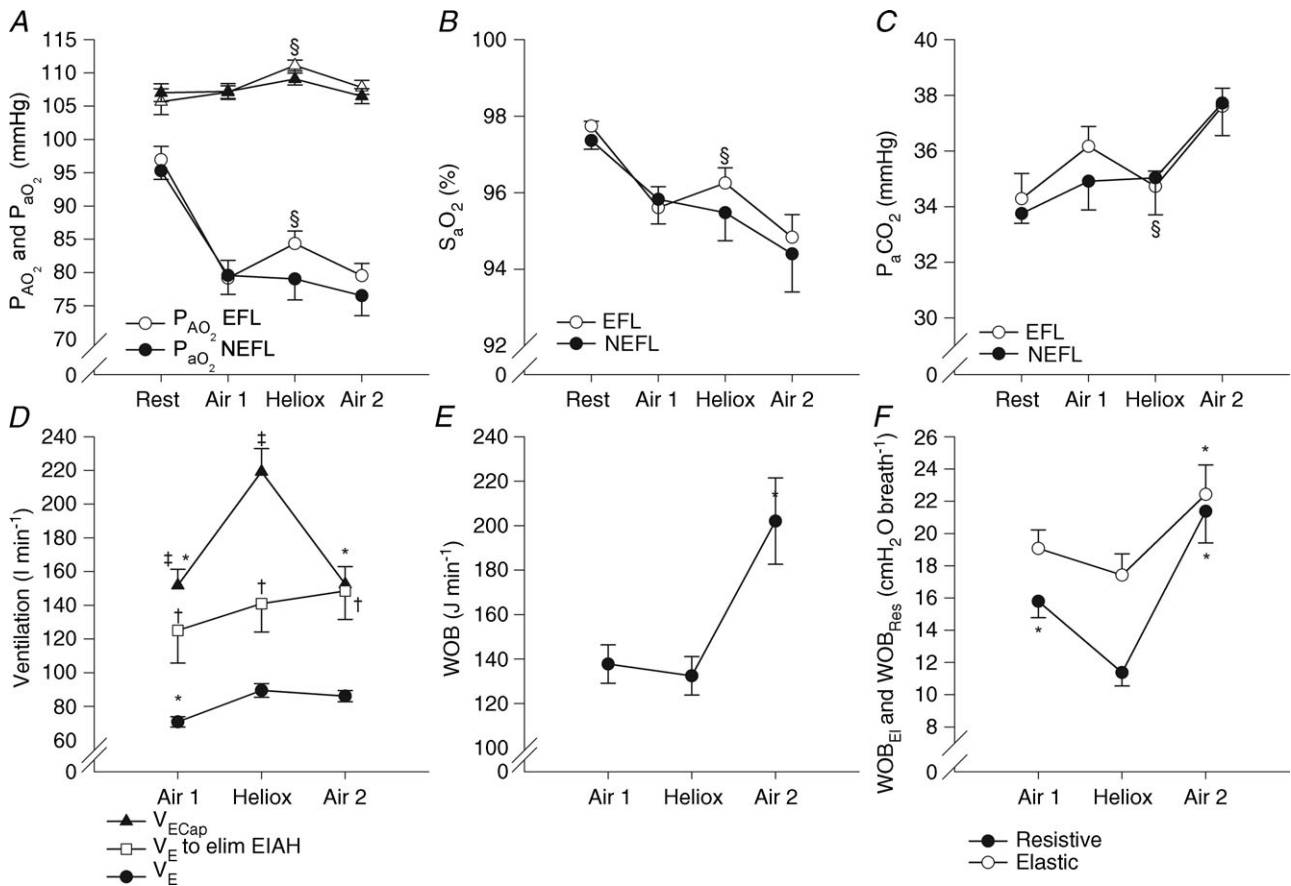 A
P_AO2 and P_aO2 (mmHg)
115
110
105
100
95
90
85
80
75
70
0
§
§
P_AO2 EFL
P_aO2 NEFL
Rest Air 1 Heliox Air 2
B
S_aO2 (%)
100
98
96
94
92
0
§
EFL
NEFL
Rest Air 1 Heliox Air 2
C
P_aCO2 (mmHg)
40
38
36
34
32
30
0
§
EFL
NEFL
Rest Air 1 Heliox Air 2
D
Ventilation (l min⁻¹)
240
220
200
180
160
140
120
100
80
60
0
‡
‡ * *
† † †
*
Air 1 Heliox Air 2
V_ECap
V_E to elim EIAH
V_E
E
WOB (J min⁻¹)
240
220
200
180
160
140
120
100
0
*
Air 1 Heliox Air 2
F
WOB_El and WOB_Res (cmH₂O breath⁻¹)
26
24
22
20
18
16
14
12
10
8
0
*
*
*
Air 1 Heliox Air 2
Resistive
Elastic